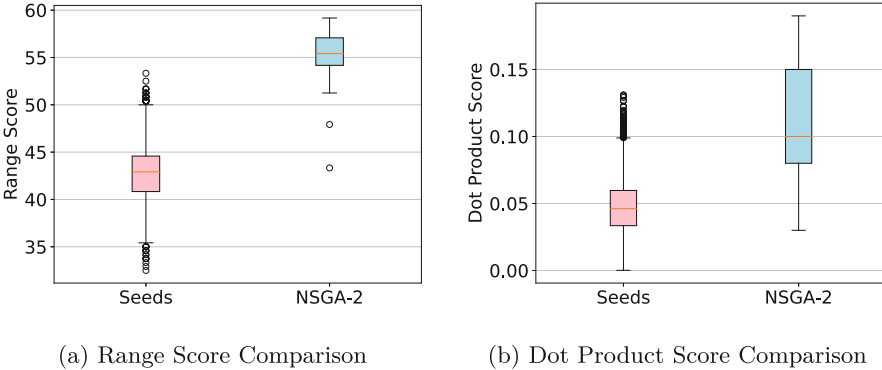 Range Score
60
55
50
45
40
35
Seeds
NSGA-2
(a) Range Score Comparison
Dot Product Score
0.15
0.10
0.05
0.00
Seeds
NSGA-2
(b) Dot Product Score Comparison